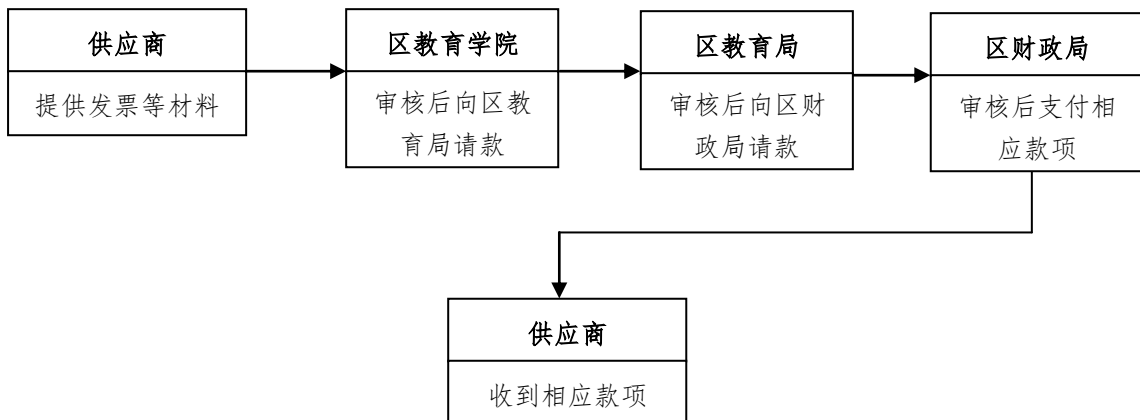 供应商
提供发票等材料
区教育学院
审核后向区教
育局请款
区教育局
审核后向区财
政局请款
区财政局
审核后支付相
应款项
供应商
收到相应款项